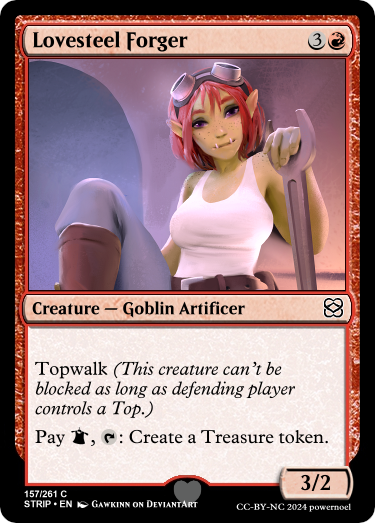 Lovesteel Forger 3
Creature — Goblin Artificer
Topwalk (This creature can't be
blocked as long as defending player
controls a Top.)
Pay , : Create a Treasure token.
3/2
157/261 C
STRIP • EN Gawkinn on DeviantArt
CC-BY-NC 2024 powernoel